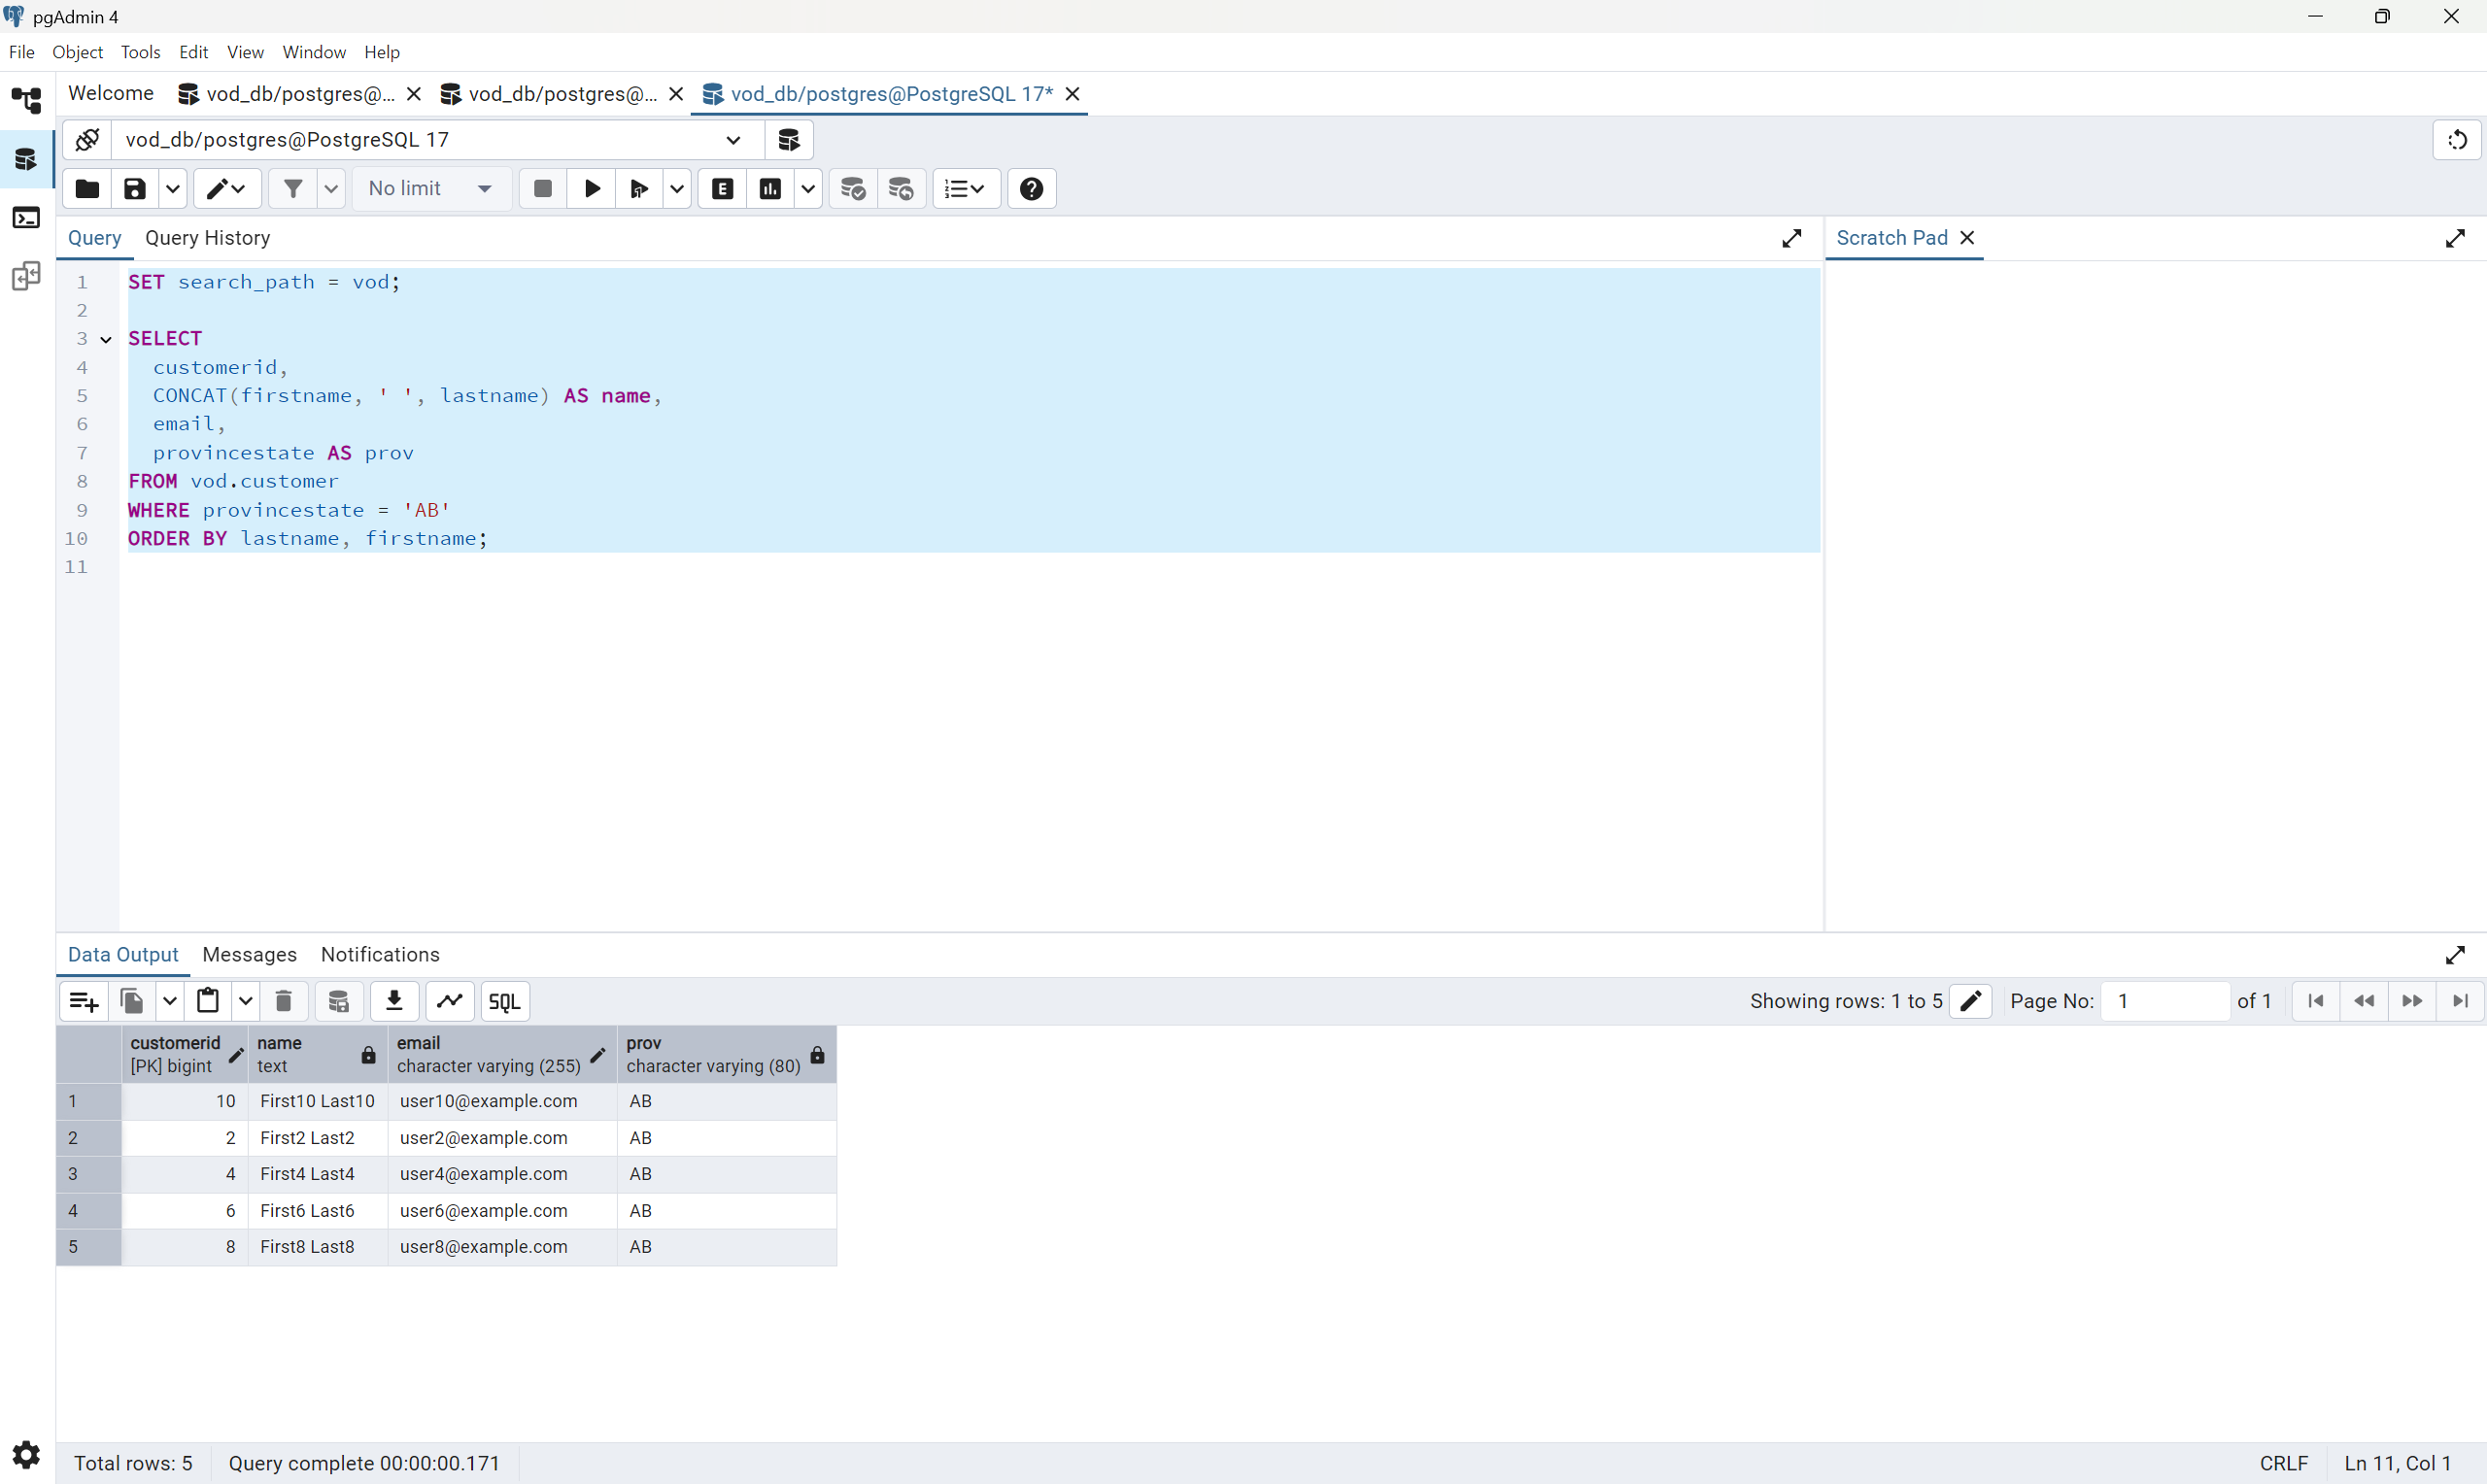 pgAdmin 4
File Object Tools Edit View Window Help
Welcome vod_db/postgres@... vod_db/postgres@... vod_db/postgres@PostgreSQL 17*
vod_db/postgres@PostgreSQL 17
No limit E SQL
Query Query History Scratch Pad
1 SET search_path = vod;
2
3 SELECT
4 customerid,
5 CONCAT(firstname, ' ', lastname) AS name,
6 email,
7 provincestate AS prov
8 FROM vod.customer
9 WHERE provincestate = 'AB'
10 ORDER BY lastname, firstname;
11
Data Output Messages Notifications
SQL Showing rows: 1 to 5 Page No: 1 of 1
customerid name email prov
[PK] bigint text character varying (255) character varying (80)
1 10 First10 Last10 user10@example.com AB
2 2 First2 Last2 user2@example.com AB
3 4 First4 Last4 user4@example.com AB
4 6 First6 Last6 user6@example.com AB
5 8 First8 Last8 user8@example.com AB
Total rows: 5 Query complete 00:00:00.171 CRLF Ln 11, Col 1